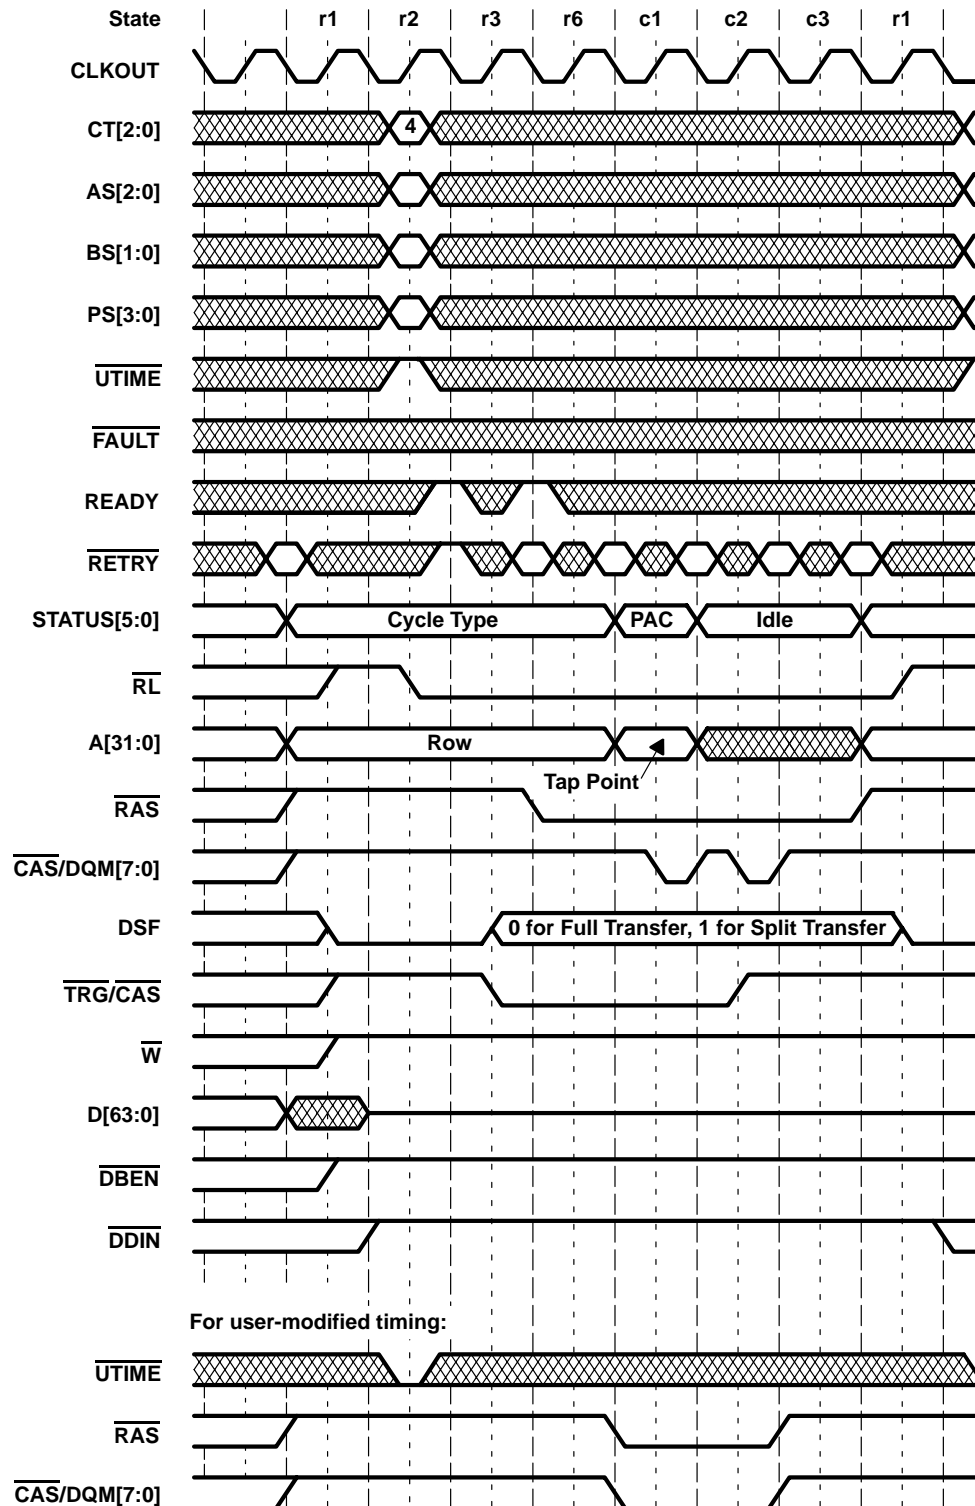 State r1 r2 r3 r6 c1 c2 c3 r1
CLKOUT
CT[2:0] 4
AS[2:0]
BS[1:0]
PS[3:0]
UTIME
FAULT
READY
RETRY
STATUS[5:0] Cycle Type PAC Idle
RL
A[31:0] Row
Tap Point
RAS
CAS/DQM[7:0]
DSF 0 for Full Transfer, 1 for Split Transfer
TRG/CAS
W
D[63:0]
DBEN
DDIN
For user-modified timing:
UTIME
RAS
CAS/DQM[7:0]